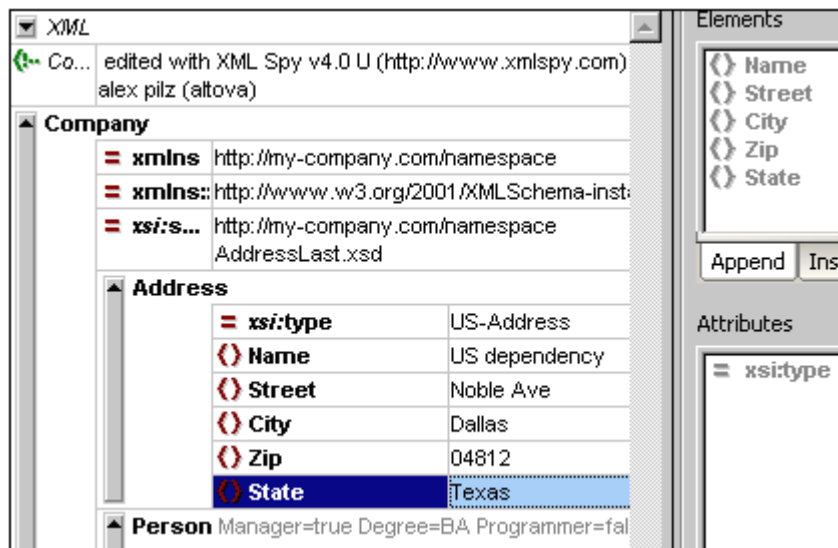 XML
Co... edited with XML Spy v4.0 U (http://www.xmlspy.com)
alex pilz (altova)
Company
= xmlns http://my-company.com/namespace
= xmlns: http://www.w3.org/2001/XMLSchema-inst
= xsi:s... http://my-company.com/namespace
AddressLast.xsd
Address
= xsi:type US-Address
Name US dependency
Street Noble Ave
City Dallas
Zip 04812
State Texas
Person Manager=true Degree=BA Programmer=fal
Elements
Name
Street
City
Zip
State
Append Ins
Attributes
= xsi:type